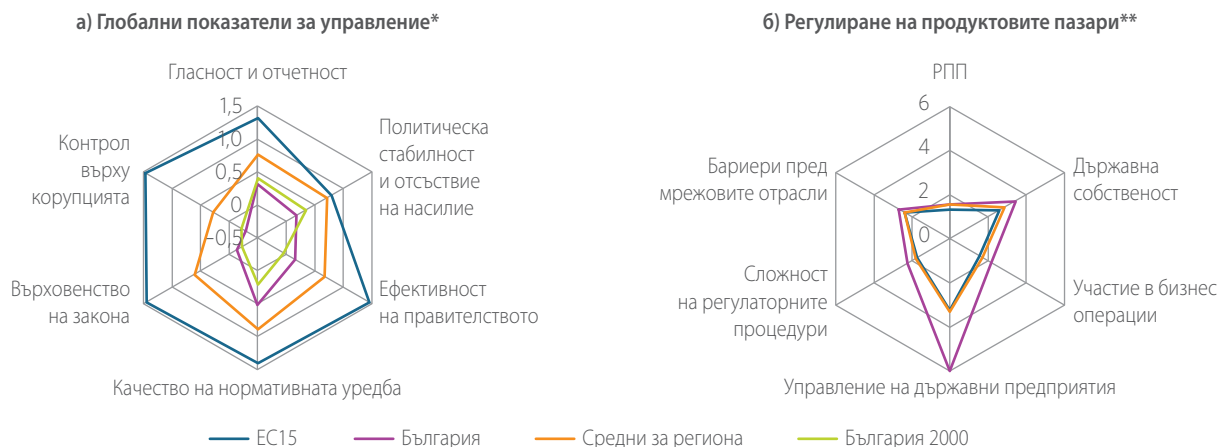 а) Глобални показатели за управление*
Гласност и отчетност
1,5
1,0
0,5
0
–0,5
Политическа
стабилност
и отсъствие
на насилие
Ефективност
на правителството
Качество на нормативната уредба
Върховенство
на закона
Контрол
върху
корупцията
б) Регулиране на продуктовите пазари**
РПП
6
4
2
0
Държавна
собственост
Участие в бизнес
операции
Управление на държавни предприятия
Сложност
на регулаторните
процедури
Бариери пред
мрежовите отрасли
ЕС15
България
Средни за региона
България 2000